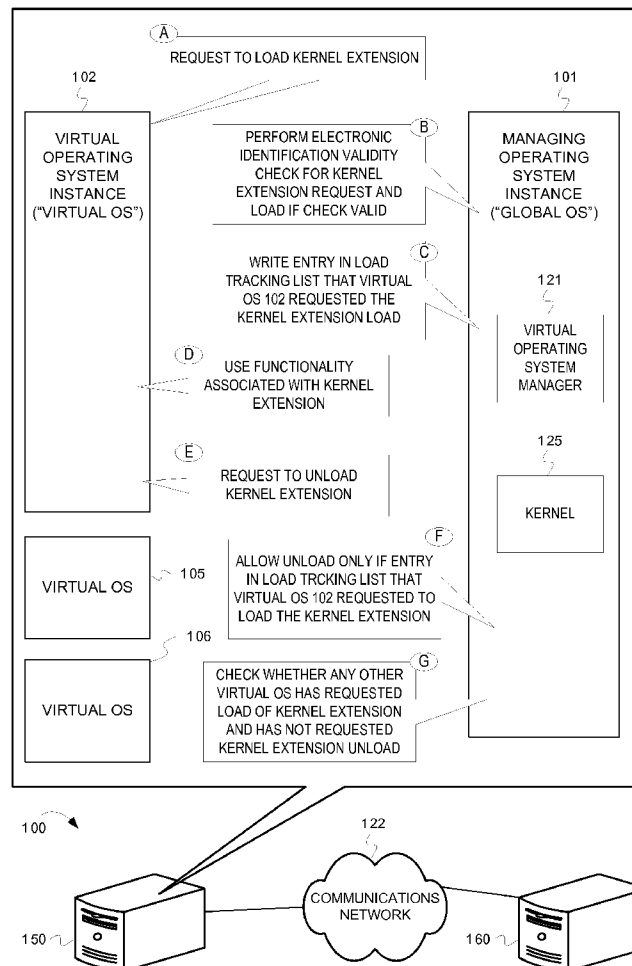 A
REQUEST TO LOAD KERNEL EXTENSION
102
101
VIRTUAL
OPERATING
SYSTEM
INSTANCE
("VIRTUAL OS")
B
PERFORM ELECTRONIC
IDENTIFICATION VALIDITY
CHECK FOR KERNEL
EXTENSION REQUEST AND
LOAD IF CHECK VALID
MANAGING
OPERATING
SYSTEM
INSTANCE
("GLOBAL OS")
C
WRITE ENTRY IN LOAD
TRACKING LIST THAT VIRTUAL
OS 102 REQUESTED THE
KERNEL EXTENSION LOAD
121
VIRTUAL
OPERATING
SYSTEM
MANAGER
D
USE FUNCTIONALITY
ASSOCIATED WITH KERNEL
EXTENSION
E
REQUEST TO UNLOAD
KERNEL EXTENSION
125
KERNEL
F
ALLOW UNLOAD ONLY IF ENTRY
IN LOAD TRCKING LIST THAT
VIRTUAL OS 102 REQUESTED TO
LOAD THE KERNEL EXTENSION
VIRTUAL OS
105
106
VIRTUAL OS
G
CHECK WHETHER ANY OTHER
VIRTUAL OS HAS REQUESTED
LOAD OF KERNEL EXTENSION
AND HAS NOT REQUESTED
KERNEL EXTENSION UNLOAD
100
122
COMMUNICATIONS
NETWORK
150
160